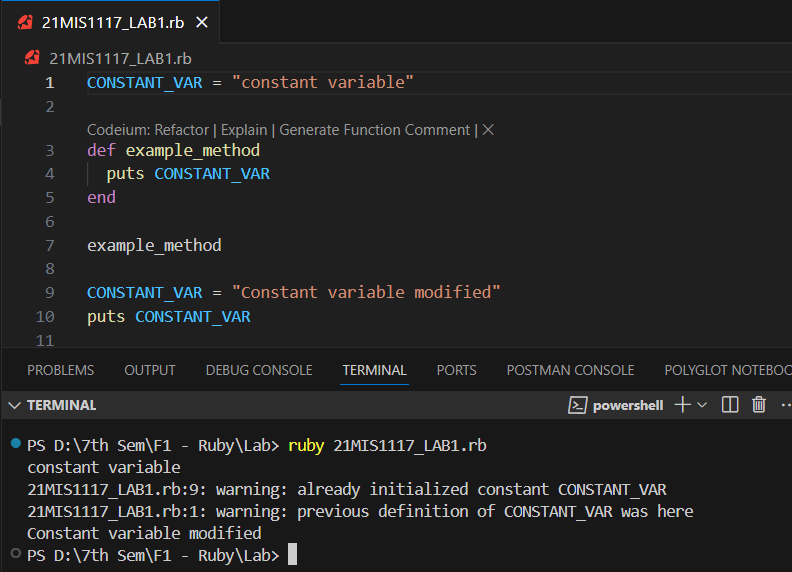 21MIS1117_LAB1.rb
21MIS1117_LAB1.rb
1 CONSTANT_VAR = "constant variable"
2
Codeium: Refactor | Explain | Generate Function Comment | ✕
3 def example_method
4 puts CONSTANT_VAR
5 end
6
7 example_method
8
9 CONSTANT_VAR = "Constant variable modified"
10 puts CONSTANT_VAR
11
PROBLEMS OUTPUT DEBUG CONSOLE TERMINAL PORTS POSTMAN CONSOLE POLYGLOT NOTEBOO
TERMINAL powershell
PS D:\7th Sem\F1 - Ruby\Lab> ruby 21MIS1117_LAB1.rb
constant variable
21MIS1117_LAB1.rb:9: warning: already initialized constant CONSTANT_VAR
21MIS1117_LAB1.rb:1: warning: previous definition of CONSTANT_VAR was here
Constant variable modified
PS D:\7th Sem\F1 - Ruby\Lab>